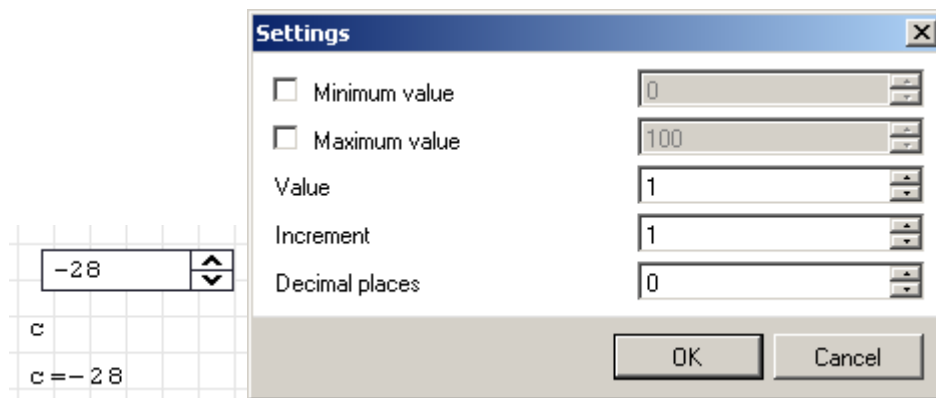 Settings
Minimum value 0
Maximum value 100
Value 1
Increment 1
Decimal places 0
OK Cancel
-28
c
c=-28